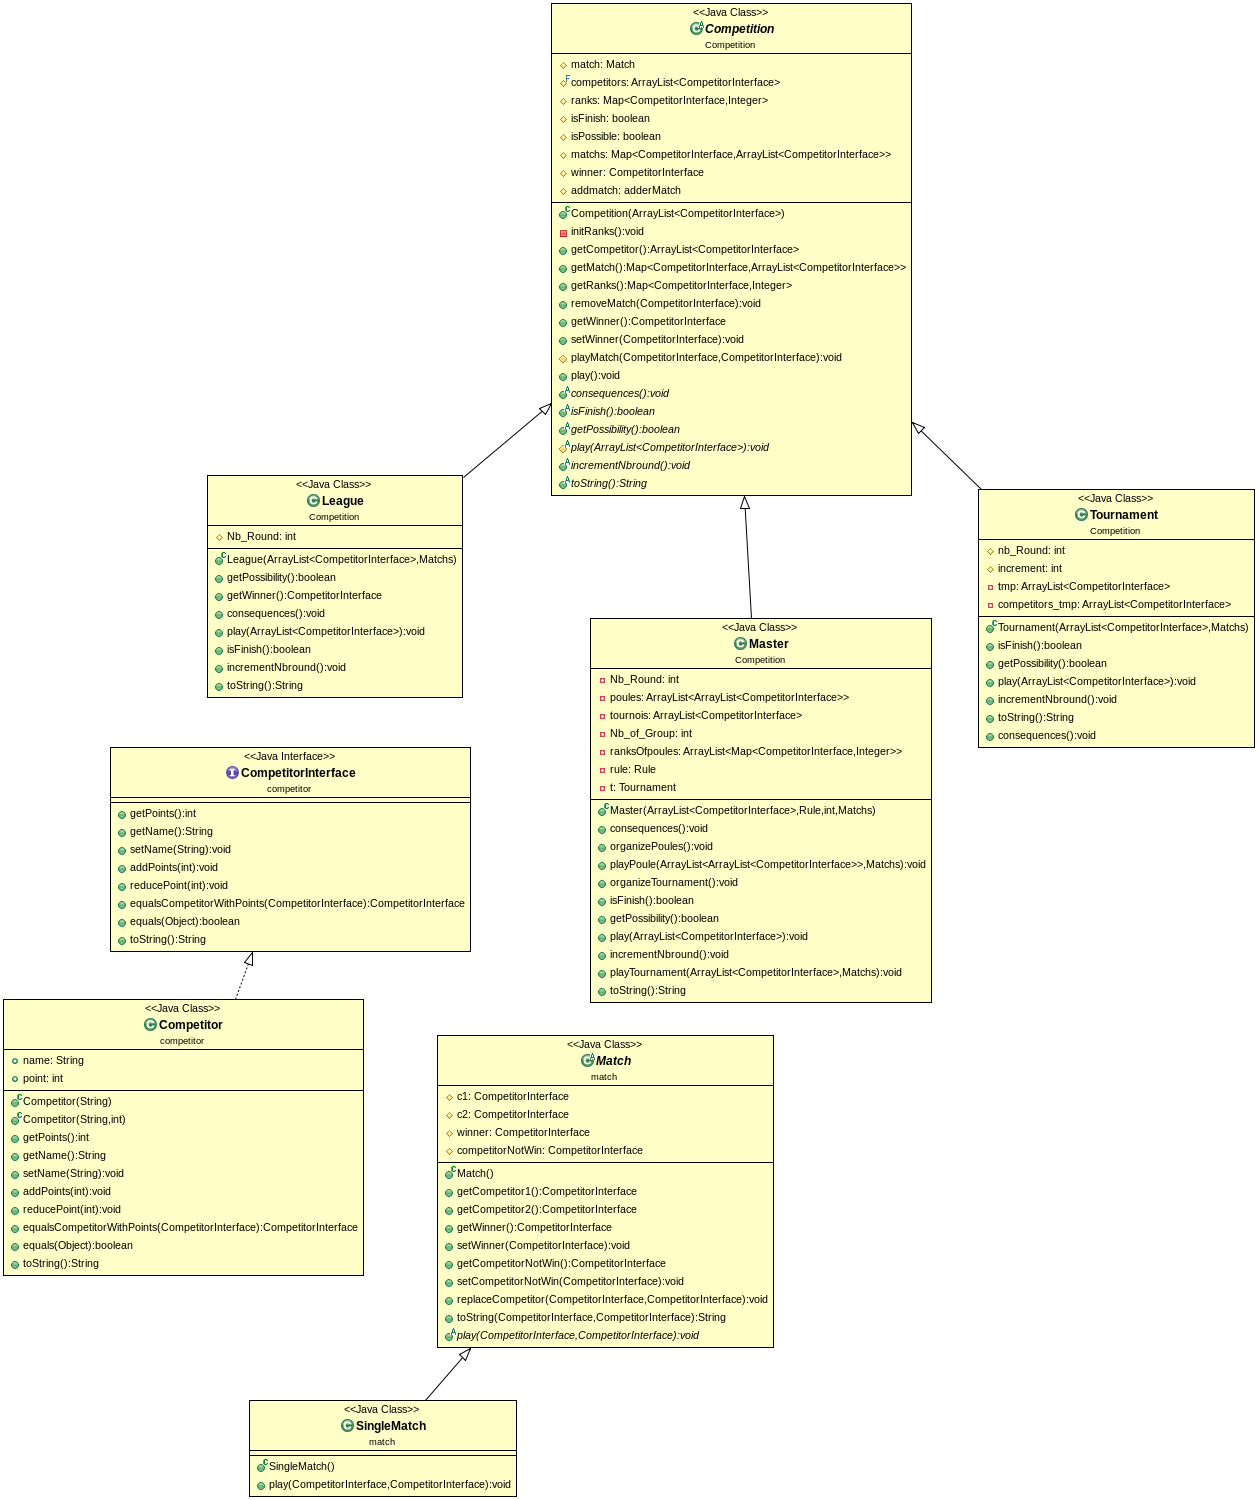 <<Java Class>>
Competition
Competition
match: Match
competitors: ArrayList<CompetitorInterface>
ranks: Map<CompetitorInterface,Integer>
isFinish: boolean
isPossible: boolean
matchs: Map<CompetitorInterface,ArrayList<CompetitorInterface>>
winner: CompetitorInterface
addmatch: adderMatch
Competition(ArrayList<CompetitorInterface>)
initRanks():void
getCompetitor():ArrayList<CompetitorInterface>
getMatch():Map<CompetitorInterface,ArrayList<CompetitorInterface>>
getRanks():Map<CompetitorInterface,Integer>
removeMatch(CompetitorInterface):void
getWinner():CompetitorInterface
setWinner(CompetitorInterface):void
playMatch(CompetitorInterface,CompetitorInterface):void
play():void
consequences():void
isFinish():boolean
getPossibility():boolean
play(ArrayList<CompetitorInterface>):void
incrementNbround():void
toString():String
<<Java Class>>
League
Competition
Nb_Round: int
League(ArrayList<CompetitorInterface>,Matchs)
getPossibility():boolean
getWinner():CompetitorInterface
consequences():void
play(ArrayList<CompetitorInterface>):void
isFinish():boolean
incrementNbround():void
toString():String
<<Java Class>>
Tournament
Competition
nb_Round: int
increment: int
tmp: ArrayList<CompetitorInterface>
competitors_tmp: ArrayList<CompetitorInterface>
Tournament(ArrayList<CompetitorInterface>,Matchs)
isFinish():boolean
getPossibility():boolean
play(ArrayList<CompetitorInterface>):void
incrementNbround():void
toString():String
consequences():void
<<Java Class>>
Master
Competition
Nb_Round: int
poules: ArrayList<ArrayList<CompetitorInterface>>
tournois: ArrayList<CompetitorInterface>
Nb_of_Group: int
ranksOfpoules: ArrayList<Map<CompetitorInterface,Integer>>
rule: Rule
t: Tournament
Master(ArrayList<CompetitorInterface>,Rule,int,Matchs)
consequences():void
organizePoules():void
playPoule(ArrayList<ArrayList<CompetitorInterface>>,Matchs):void
organizeTournament():void
isFinish():boolean
getPossibility():boolean
play(ArrayList<CompetitorInterface>):void
incrementNbround():void
playTournament(ArrayList<CompetitorInterface>,Matchs):void
toString():String
<<Java Interface>>
CompetitorInterface
competitor
getPoints():int
getName():String
setName(String):void
addPoints(int):void
reducePoint(int):void
equalsCompetitorWithPoints(CompetitorInterface):CompetitorInterface
equals(Object):boolean
toString():String
<<Java Class>>
Competitor
competitor
name: String
point: int
Competitor(String)
Competitor(String,int)
getPoints():int
getName():String
setName(String):void
addPoints(int):void
reducePoint(int):void
equalsCompetitorWithPoints(CompetitorInterface):CompetitorInterface
equals(Object):boolean
toString():String
<<Java Class>>
Match
match
c1: CompetitorInterface
c2: CompetitorInterface
winner: CompetitorInterface
competitorNotWin: CompetitorInterface
Match()
getCompetitor1():CompetitorInterface
getCompetitor2():CompetitorInterface
getWinner():CompetitorInterface
setWinner(CompetitorInterface):void
getCompetitorNotWin():CompetitorInterface
setCompetitorNotWin(CompetitorInterface):void
replaceCompetitor(CompetitorInterface,CompetitorInterface):void
toString(CompetitorInterface,CompetitorInterface):String
play(CompetitorInterface,CompetitorInterface):void
<<Java Class>>
SingleMatch
match
SingleMatch()
play(CompetitorInterface,CompetitorInterface):void